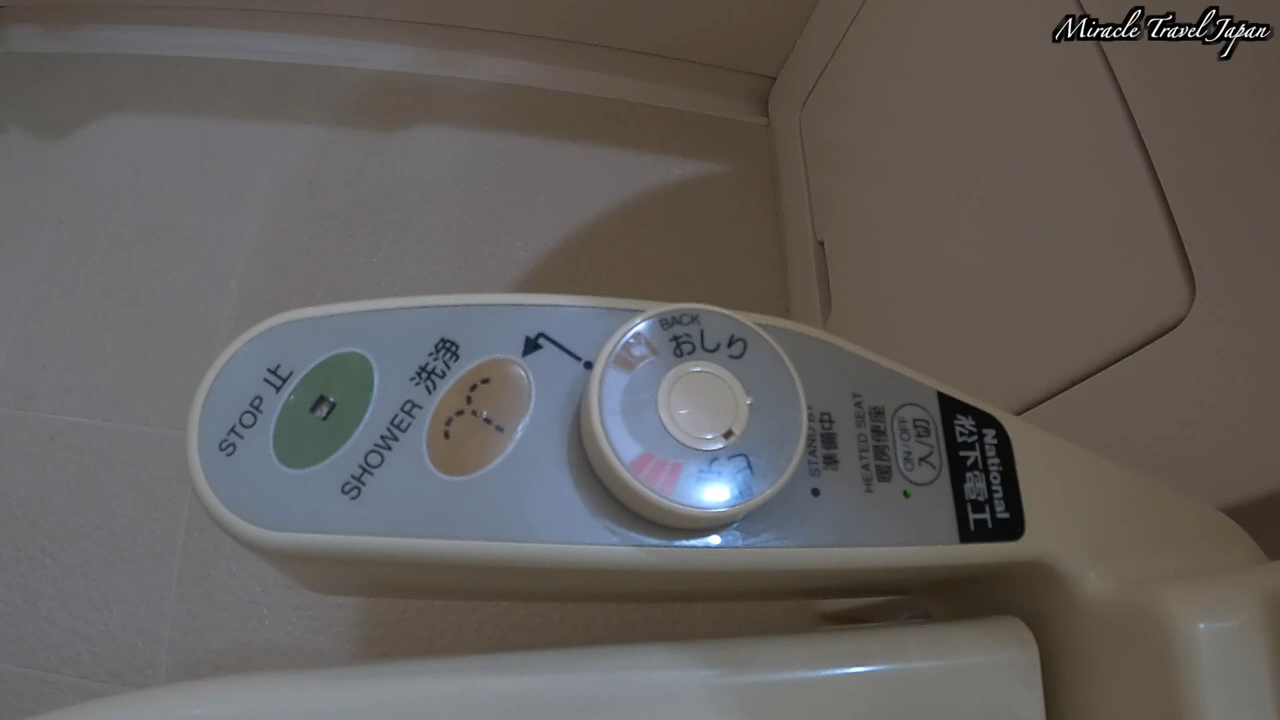 Miracle Travel Japan
STOP 止
SHOWER 洗浄
BACK
おしり
STAND BY
準備中
HEATED SEAT
暖房便座
ON/OFF
入/切
National
松下電工